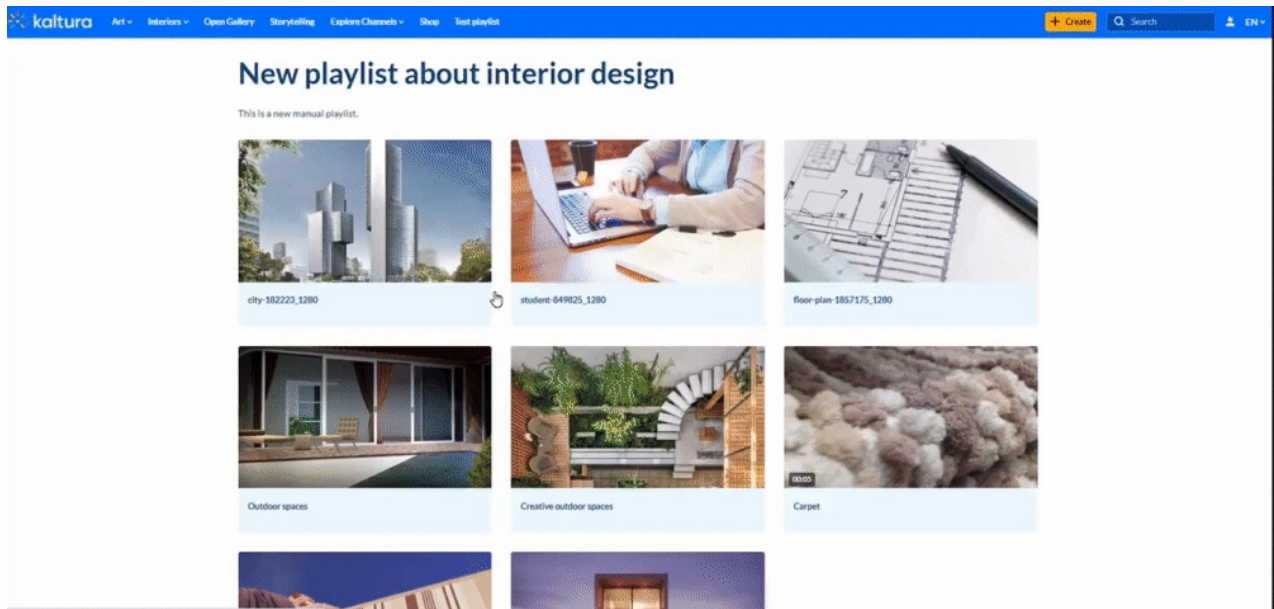 kaltura Art Interiors Open Gallery Storytelling Explore Channels Shop Test playlist + Create Search EN
New playlist about interior design
This is a new manual playlist.
city-182223_1280 student-849825_1280 floor-plan-1857175_1280
00:05
Outdoor spaces Creative outdoor spaces Carpet